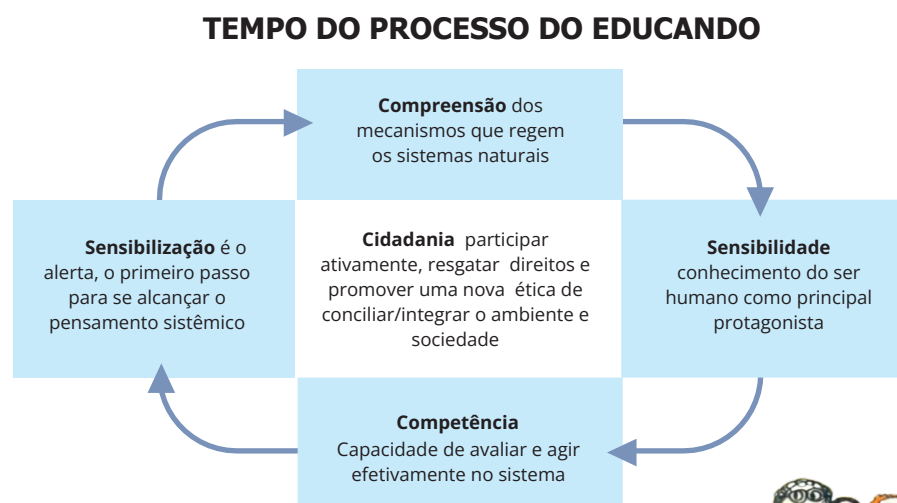 TEMPO DO PROCESSO DO EDUCANDO
Compreensão dos
mecanismos que regem
os sistemas naturais
Sensibilização é o
alerta, o primeiro passo
para se alcançar o
pensamento sistêmico
Cidadania participar
ativamente, resgatar direitos e
promover uma nova ética de
conciliar/integrar o ambiente e
sociedade
Sensibilidade
conhecimento do ser
humano como principal
protagonista
Competência
Capacidade de avaliar e agir
efetivamente no sistema